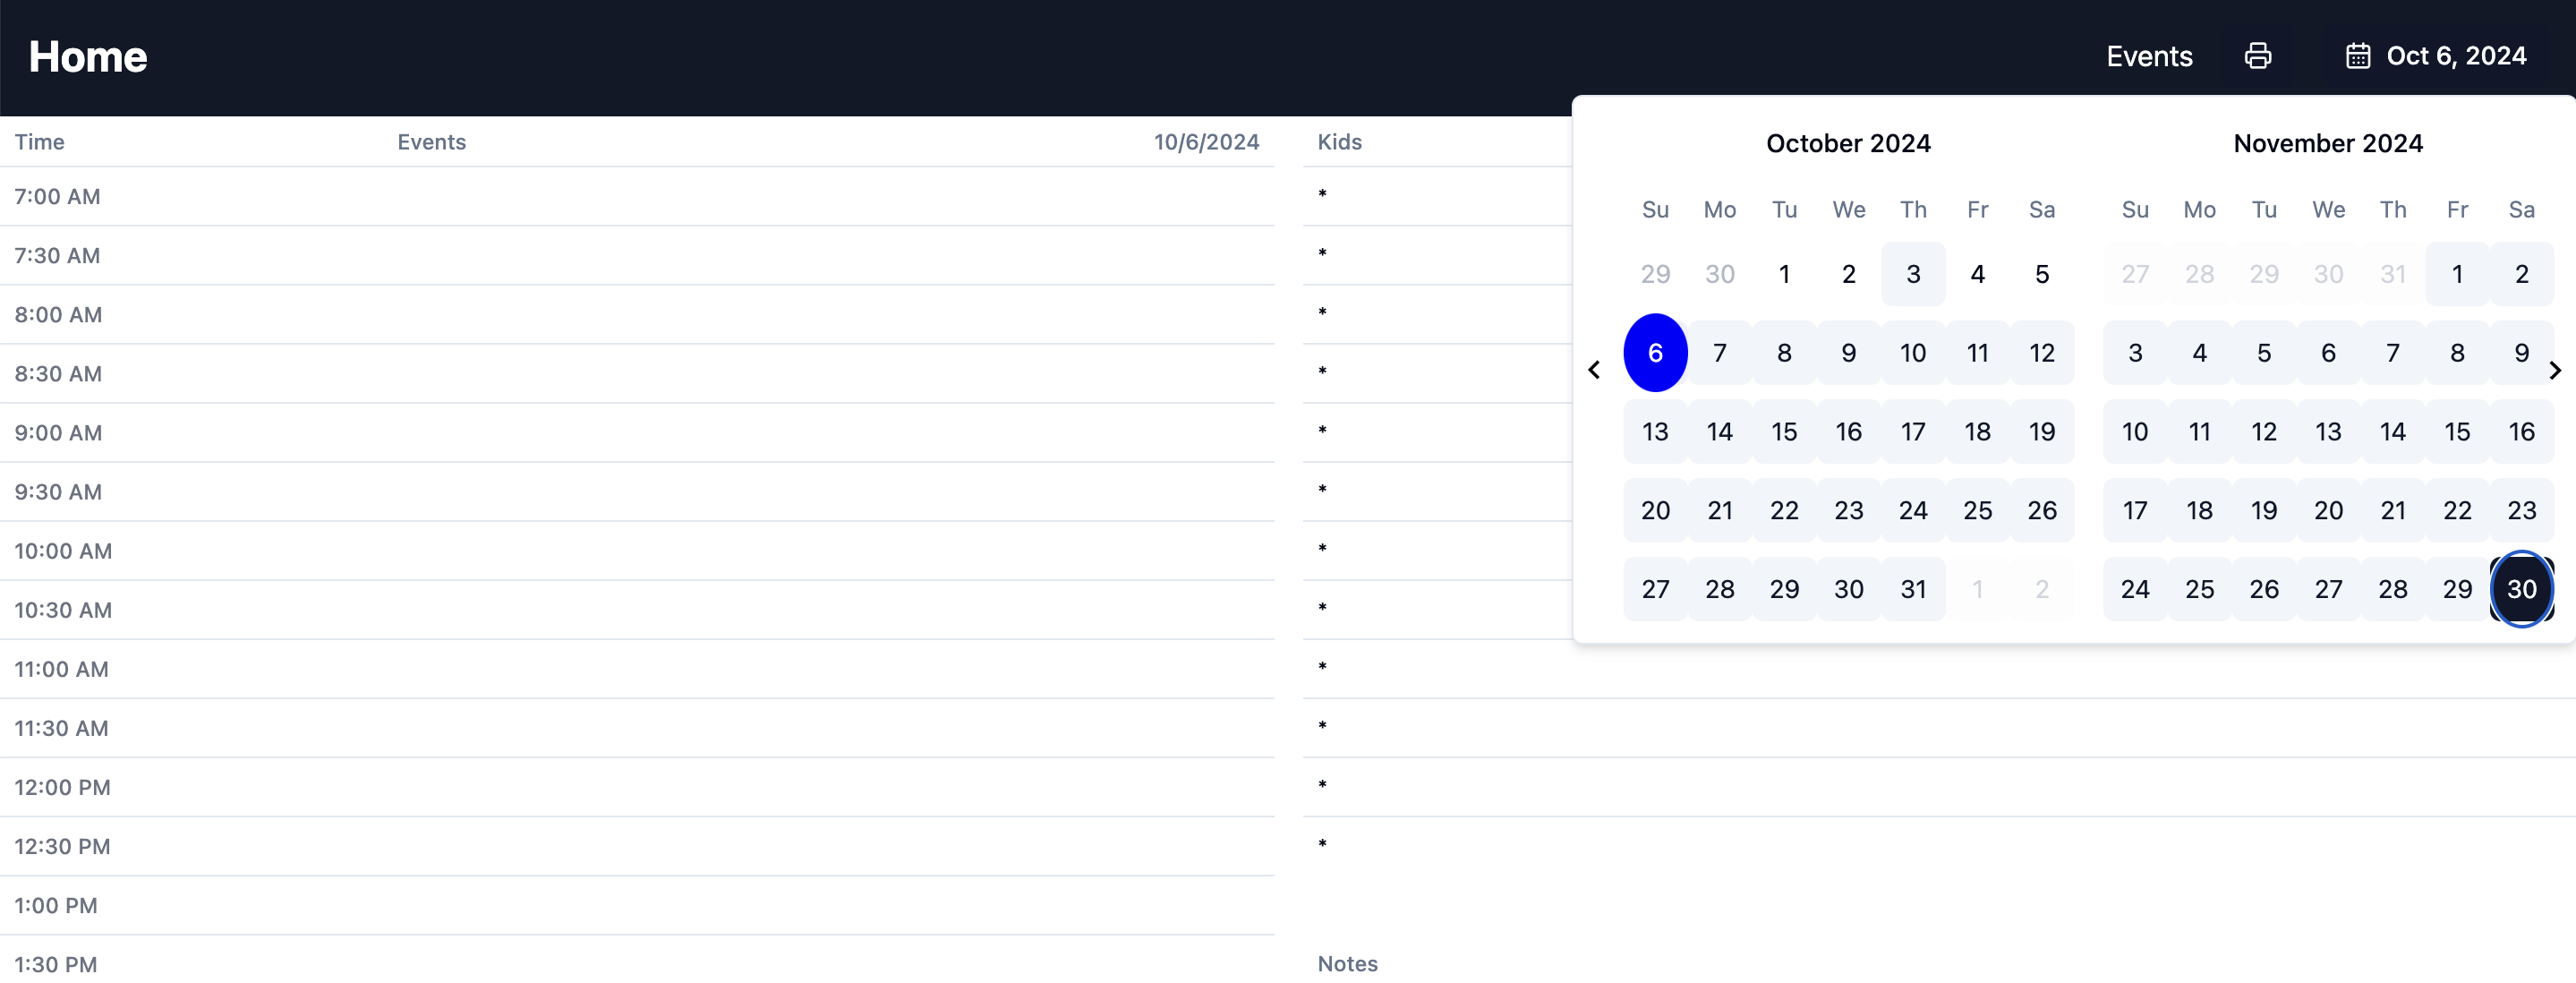 Home
Events
Oct 6, 2024
Time Events 10/6/2024
7:00 AM
7:30 AM
8:00 AM
8:30 AM
9:00 AM
9:30 AM
10:00 AM
10:30 AM
11:00 AM
11:30 AM
12:00 PM
12:30 PM
1:00 PM
1:30 PM
Kids
*
*
*
*
*
*
*
*
*
*
*
*
Notes
October 2024
Su Mo Tu We Th Fr Sa
29 30 1 2 3 4 5
6 7 8 9 10 11 12
13 14 15 16 17 18 19
20 21 22 23 24 25 26
27 28 29 30 31 1 2
November 2024
Su Mo Tu We Th Fr Sa
27 28 29 30 31 1 2
3 4 5 6 7 8 9
10 11 12 13 14 15 16
17 18 19 20 21 22 23
24 25 26 27 28 29 30